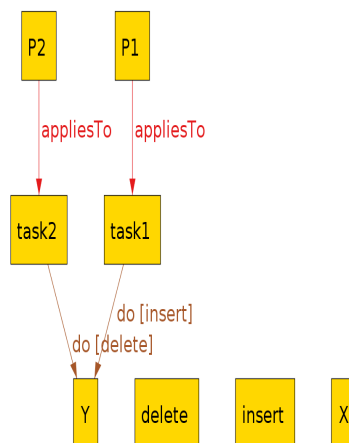 P2 P1
appliesTo appliesTo
task2 task1
do [insert]
do [delete]
Y delete insert X